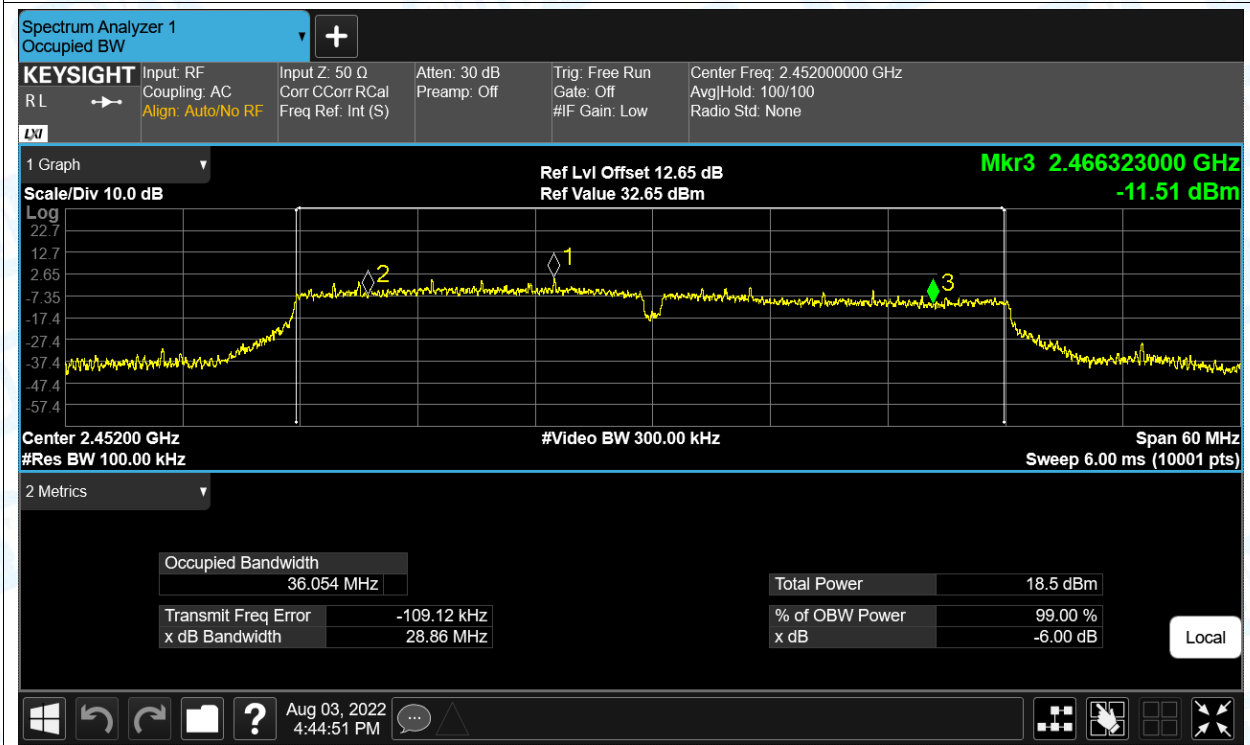 Spectrum Analyzer 1
Occupied BW
KEYSIGHT
R L
LXI
Input: RF
Coupling: AC
Align: Auto/No RF
Input Z: 50 Ω
Corr CCorr RCal
Freq Ref: Int (S)
Atten: 30 dB
Preamp: Off
Trig: Free Run
Gate: Off
#IF Gain: Low
Center Freq: 2.452000000 GHz
Avg|Hold: 100/100
Radio Std: None
1 Graph
Scale/Div 10.0 dB
Ref Lvl Offset 12.65 dB
Ref Value 32.65 dBm
Mkr3 2.466323000 GHz
-11.51 dBm
Log
22.7
12.7
2.65
-7.35
-17.4
-27.4
-37.4
-47.4
-57.4
2
1
3
Center 2.45200 GHz
#Res BW 100.00 kHz
#Video BW 300.00 kHz
Span 60 MHz
Sweep 6.00 ms (10001 pts)
2 Metrics
Occupied Bandwidth
36.054 MHz
Transmit Freq Error -109.12 kHz
x dB Bandwidth 28.86 MHz
Total Power 18.5 dBm
% of OBW Power 99.00 %
x dB -6.00 dB
Local
?
Aug 03, 2022
4:44:51 PM